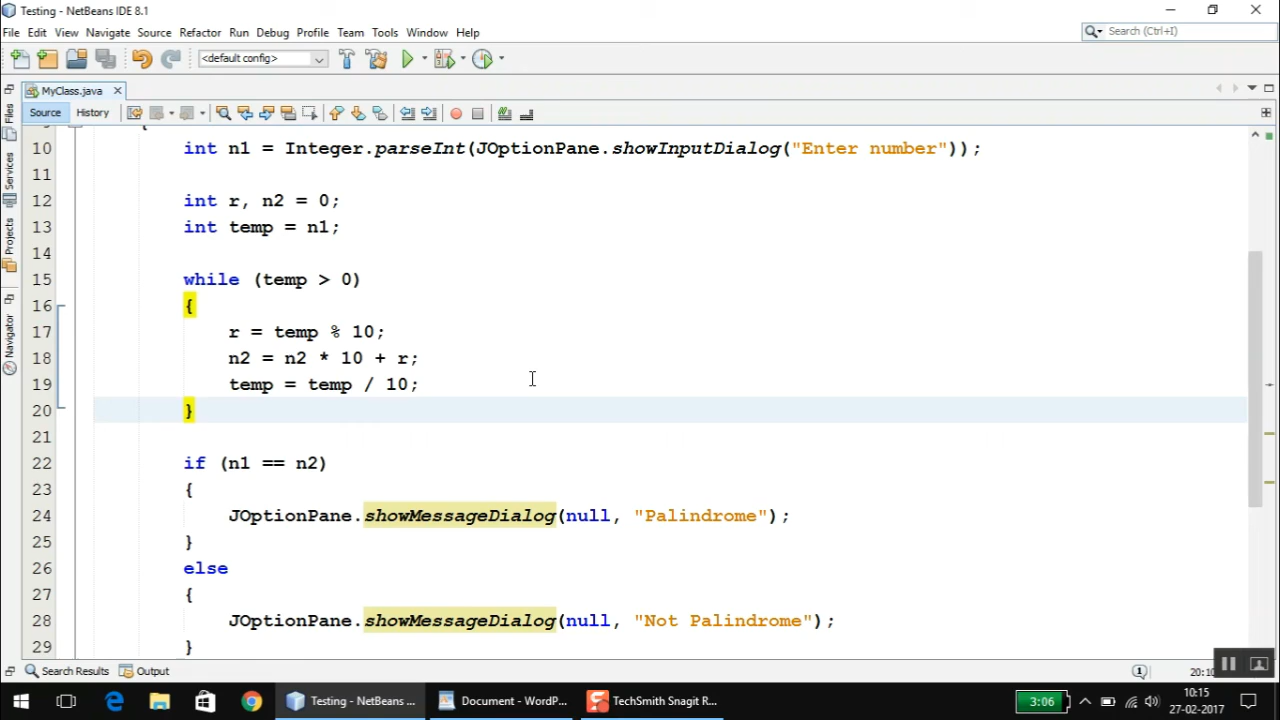 Testing - NetBeans IDE 8.1
File Edit View Navigate Source Refactor Run Debug Profile Team Tools Window Help
Search (Ctrl+I)
<default config>
MyClass.java
Source History
Files
Services
Projects
Navigator
10 int n1 = Integer.parseInt(JOptionPane.showInputDialog("Enter number"));
11
12 int r, n2 = 0;
13 int temp = n1;
14
15 while (temp > 0)
16 {
17 r = temp % 10;
18 n2 = n2 * 10 + r;
19 temp = temp / 10;
20 }
21
22 if (n1 == n2)
23 {
24 JOptionPane.showMessageDialog(null, "Palindrome");
25 }
26 else
27 {
28 JOptionPane.showMessageDialog(null, "Not Palindrome");
29 }
Search Results Output
1
Testing - NetBeans ... Document - WordP... TechSmith Snagit R...
3:06
10:15
27-02-2017